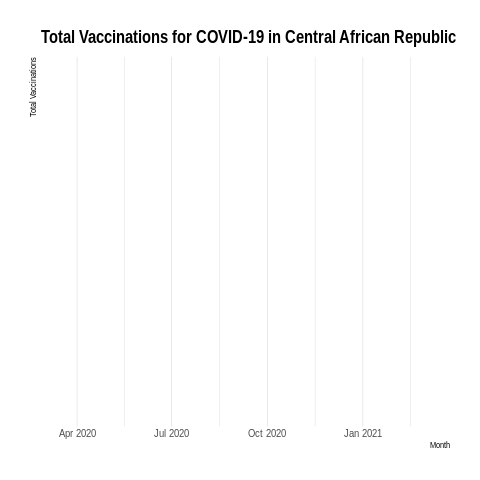 Total Vaccinations for COVID-19 in Central African Republic
Total Vaccinations
Apr 2020
Jul 2020
Oct 2020
Jan 2021
Month